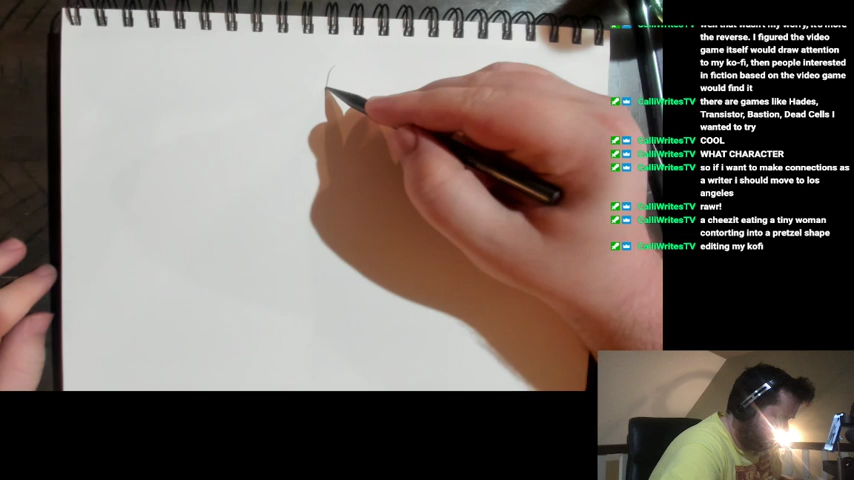 well that wasn't my worry, it's more
the reverse. I figured the video
game itself would draw attention
to my ko-fi, then people interested
in fiction based on the video game
would find it
CalliWritesTV there are games like Hades,
Transistor, Bastion, Dead Cells I
wanted to try
CalliWritesTV COOL
CalliWritesTV WHAT CHARACTER
CalliWritesTV so if i want to make connections as
a writer I should move to los
angeles
CalliWritesTV rawr!
CalliWritesTV a cheezit eating a tiny woman
contorting into a pretzel shape
CalliWritesTV editing my kofi